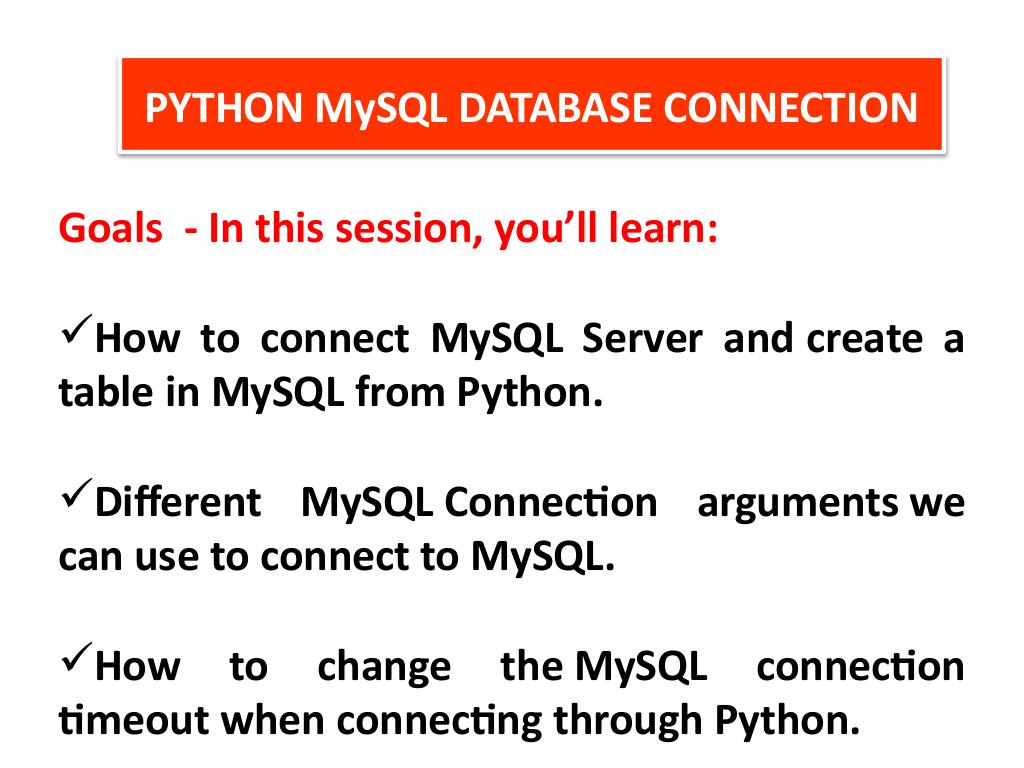 PYTHON MySQL DATABASE CONNECTION
Goals - In this session, you’ll learn:
✓How to connect MySQL Server and create a
table in MySQL from Python.
✓Different MySQL Connection arguments we
can use to connect to MySQL.
✓How to change the MySQL connection
timeout when connecting through Python.